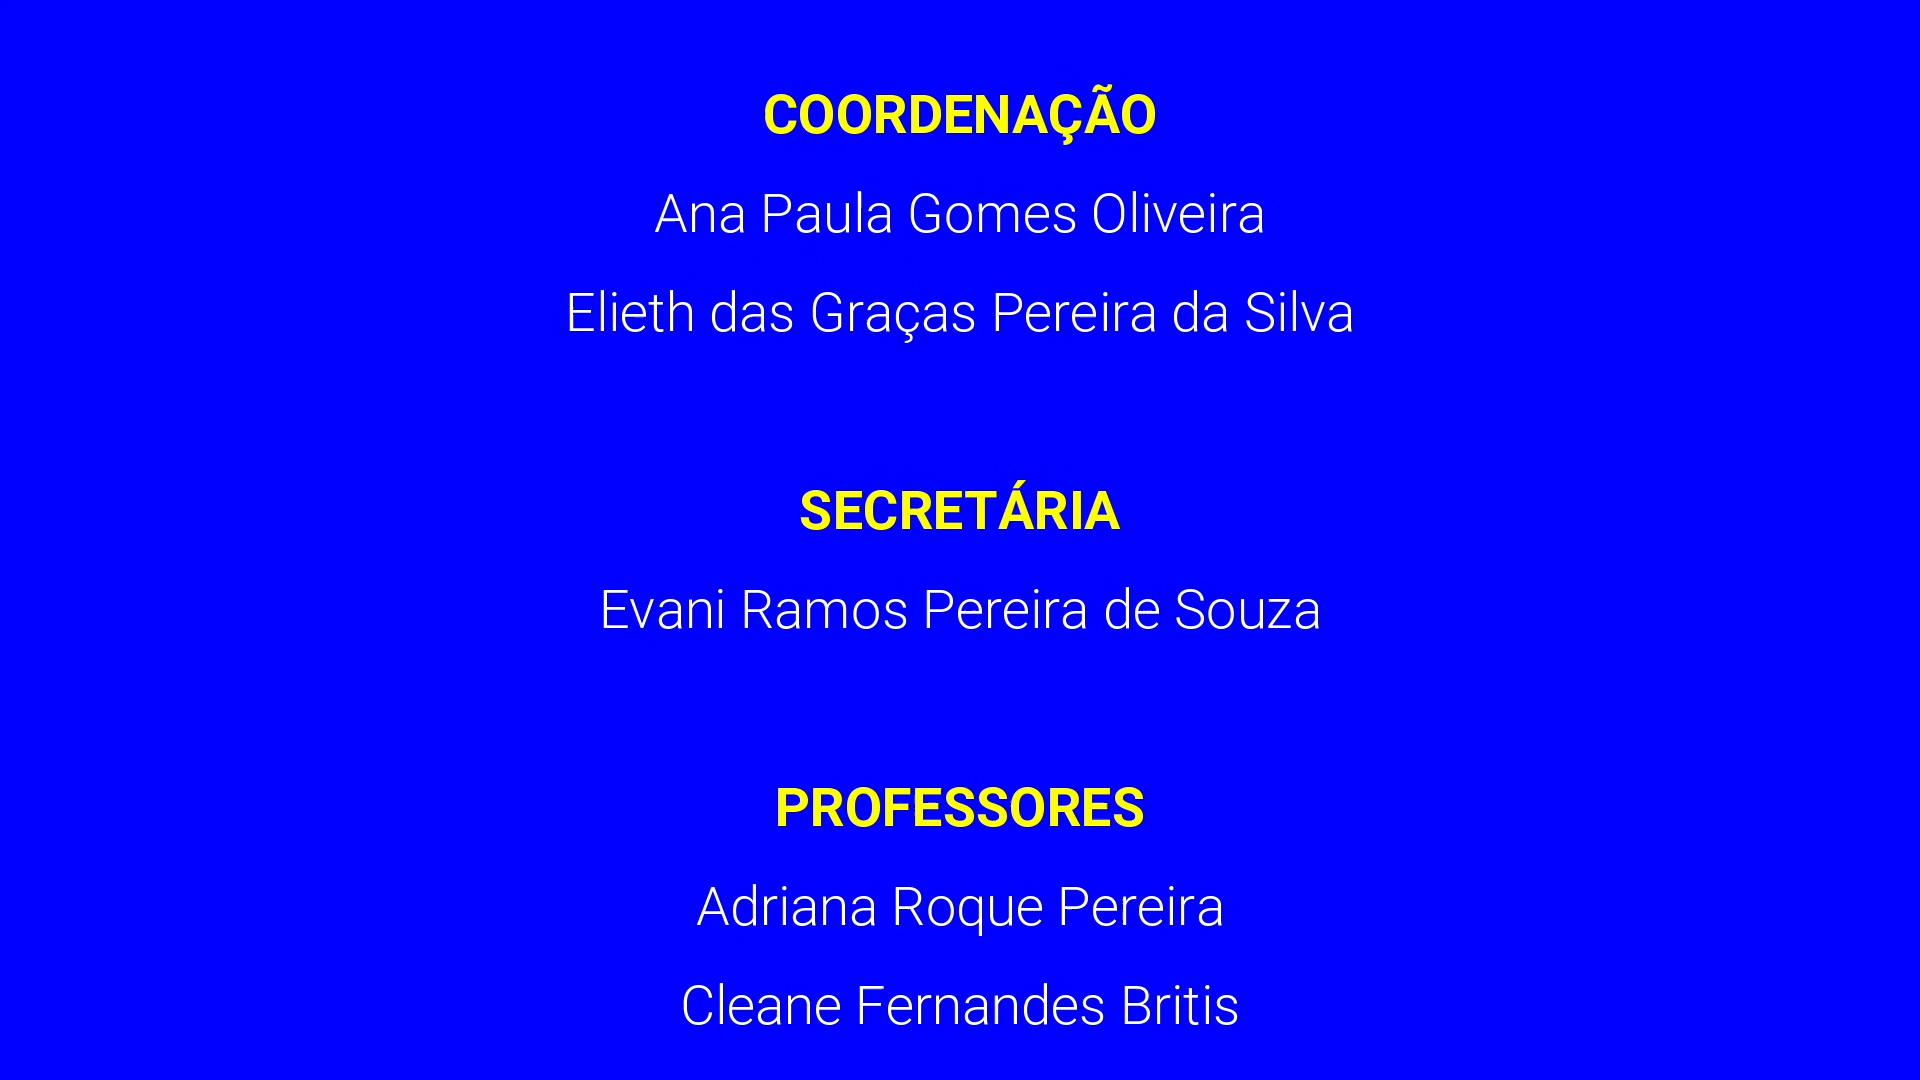 COORDENAÇÃO
Ana Paula Gomes Oliveira
Elieth das Graças Pereira da Silva
SECRETÁRIA
Evani Ramos Pereira de Souza
PROFESSORES
Adriana Roque Pereira
Cleane Fernandes Britis